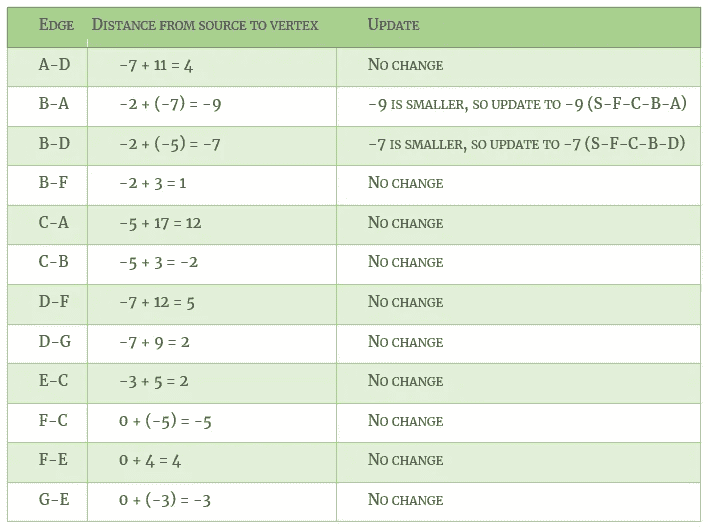 Edge Distance from source to vertex Update
A-D -7 + 11 = 4 No change
B-A -2 + (-7) = -9 -9 is smaller, so update to -9 (S-F-C-B-A)
B-D -2 + (-5) = -7 -7 is smaller, so update to -7 (S-F-C-B-D)
B-F -2 + 3 = 1 No change
C-A -5 + 17 = 12 No change
C-B -5 + 3 = -2 No change
D-F -7 + 12 = 5 No change
D-G -7 + 9 = 2 No change
E-C -3 + 5 = 2 No change
F-C 0 + (-5) = -5 No change
F-E 0 + 4 = 4 No change
G-E 0 + (-3) = -3 No change